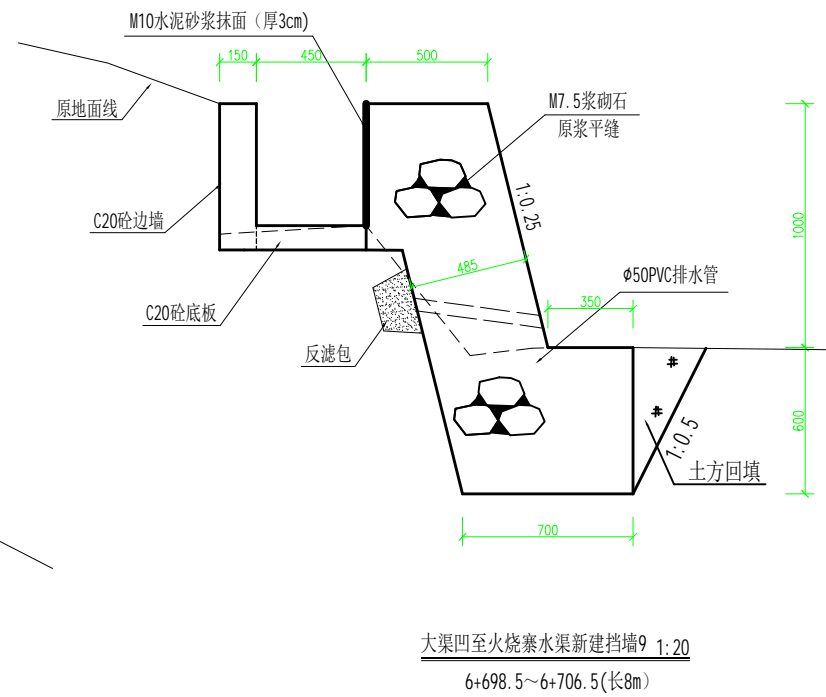 M10水泥砂浆抹面（厚3cm)
150
450
500
原地面线
M7.5浆砌石
原浆平缝
1:0.25
1000
C20砼边墙
485
Φ50PVC排水管
350
C20砼底板
反滤包
600
1:0.5
土方回填
700
大渠凹至火烧寨水渠新建挡墙9 1:20
6+698.5～6+706.5(长8m）